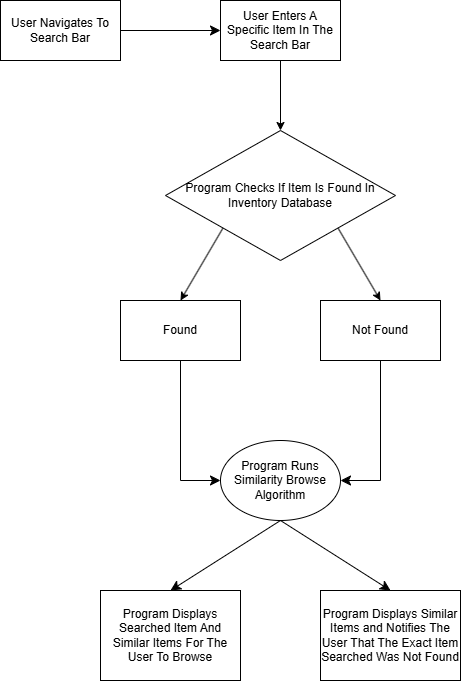 User Navigates To
Search Bar
User Enters A
Specific Item In The
Search Bar
Program Checks If Item Is Found In
Inventory Database
Found
Not Found
Program Runs
Similarity Browse
Algorithm
Program Displays
Searched Item And
Similar Items For The
User To Browse
Program Displays Similar
Items and Notifies The
User That The Exact Item
Searched Was Not Found